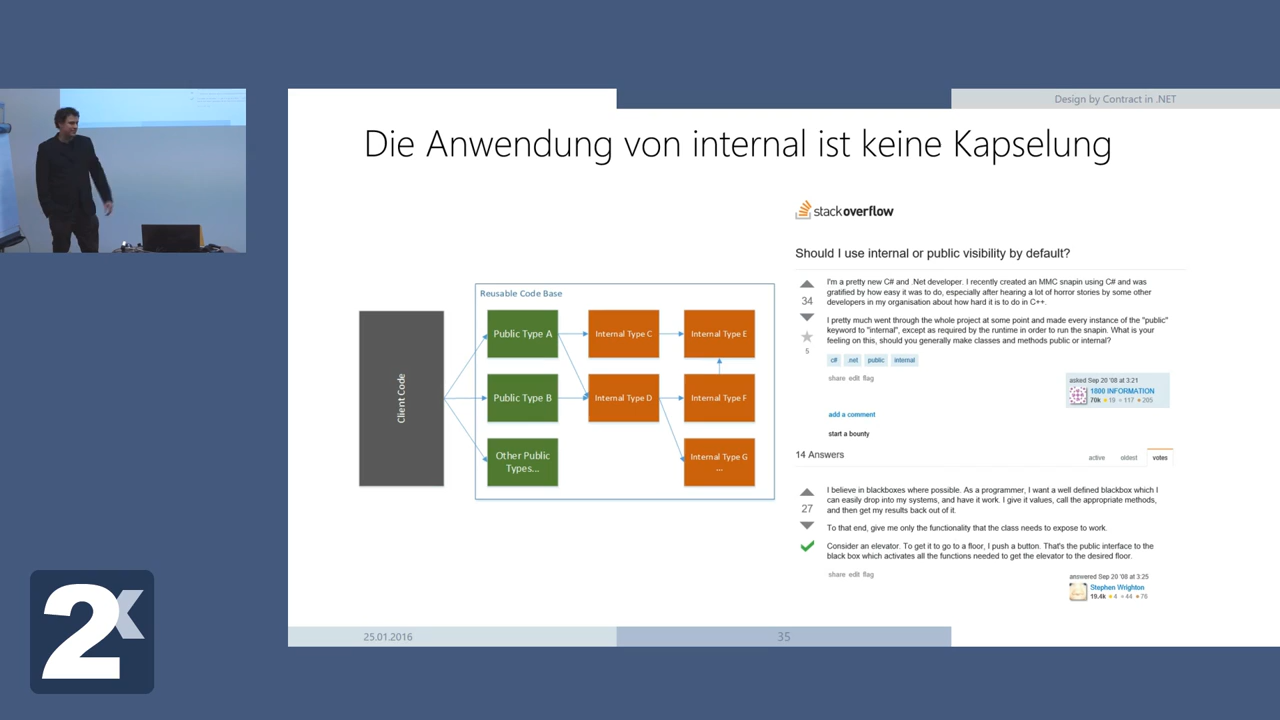 Design by Contract in .NET
Die Anwendung von internal ist keine Kapselung
Reusable Code Base
Client Code
Public Type A
Internal Type C
Internal Type E
Public Type B
Internal Type D
Internal Type F
Other Public
Types...
Internal Type G
...
stackoverflow
Should I use internal or public visibility by default?
34
5
I'm a pretty new C# and .Net developer. I recently created an MMC snapin using C# and was
gratified by how easy it was to do, especially after hearing a lot of horror stories by some other
developers in my organisation about how hard it is to do in C++.
I pretty much went through the whole project at some point and made every instance of the "public"
keyword to "internal", except as required by the runtime in order to run the snapin. What is your
feeling on this, should you generally make classes and methods public or internal?
c# .net public internal
share edit flag
asked Sep 20 '08 at 3:21
1800 INFORMATION
70k 19 117 205
add a comment
start a bounty
14 Answers
active oldest votes
27
I believe in blackboxes where possible. As a programmer, I want a well defined blackbox which I
can easily drop into my systems, and have it work. I give it values, call the appropriate methods,
and then get my results back out of it.
To that end, give me only the functionality that the class needs to expose to work.
Consider an elevator. To get it to go to a floor, I push a button. That's the public interface to the
black box which activates all the functions needed to get the elevator to the desired floor.
share edit flag
answered Sep 20 '08 at 3:25
Stephen Wrighton
19.4k 4 44 76
25.01.2016
35
2x